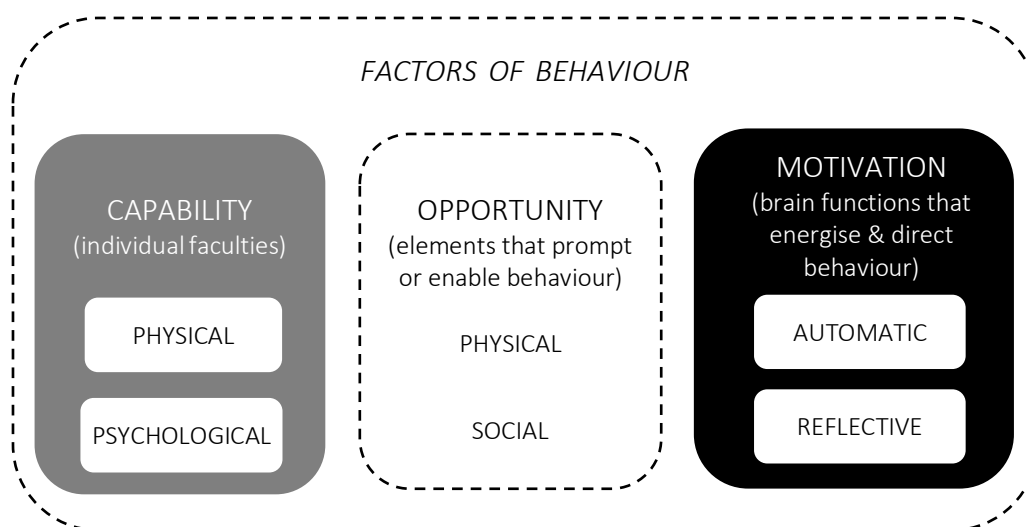 FACTORS OF BEHAVIOUR
CAPABILITY
(individual faculties)
PHYSICAL
PSYCHOLOGICAL
OPPORTUNITY
(elements that prompt
or enable behaviour)
PHYSICAL
SOCIAL
MOTIVATION
(brain functions that
energise & direct
behaviour)
AUTOMATIC
REFLECTIVE